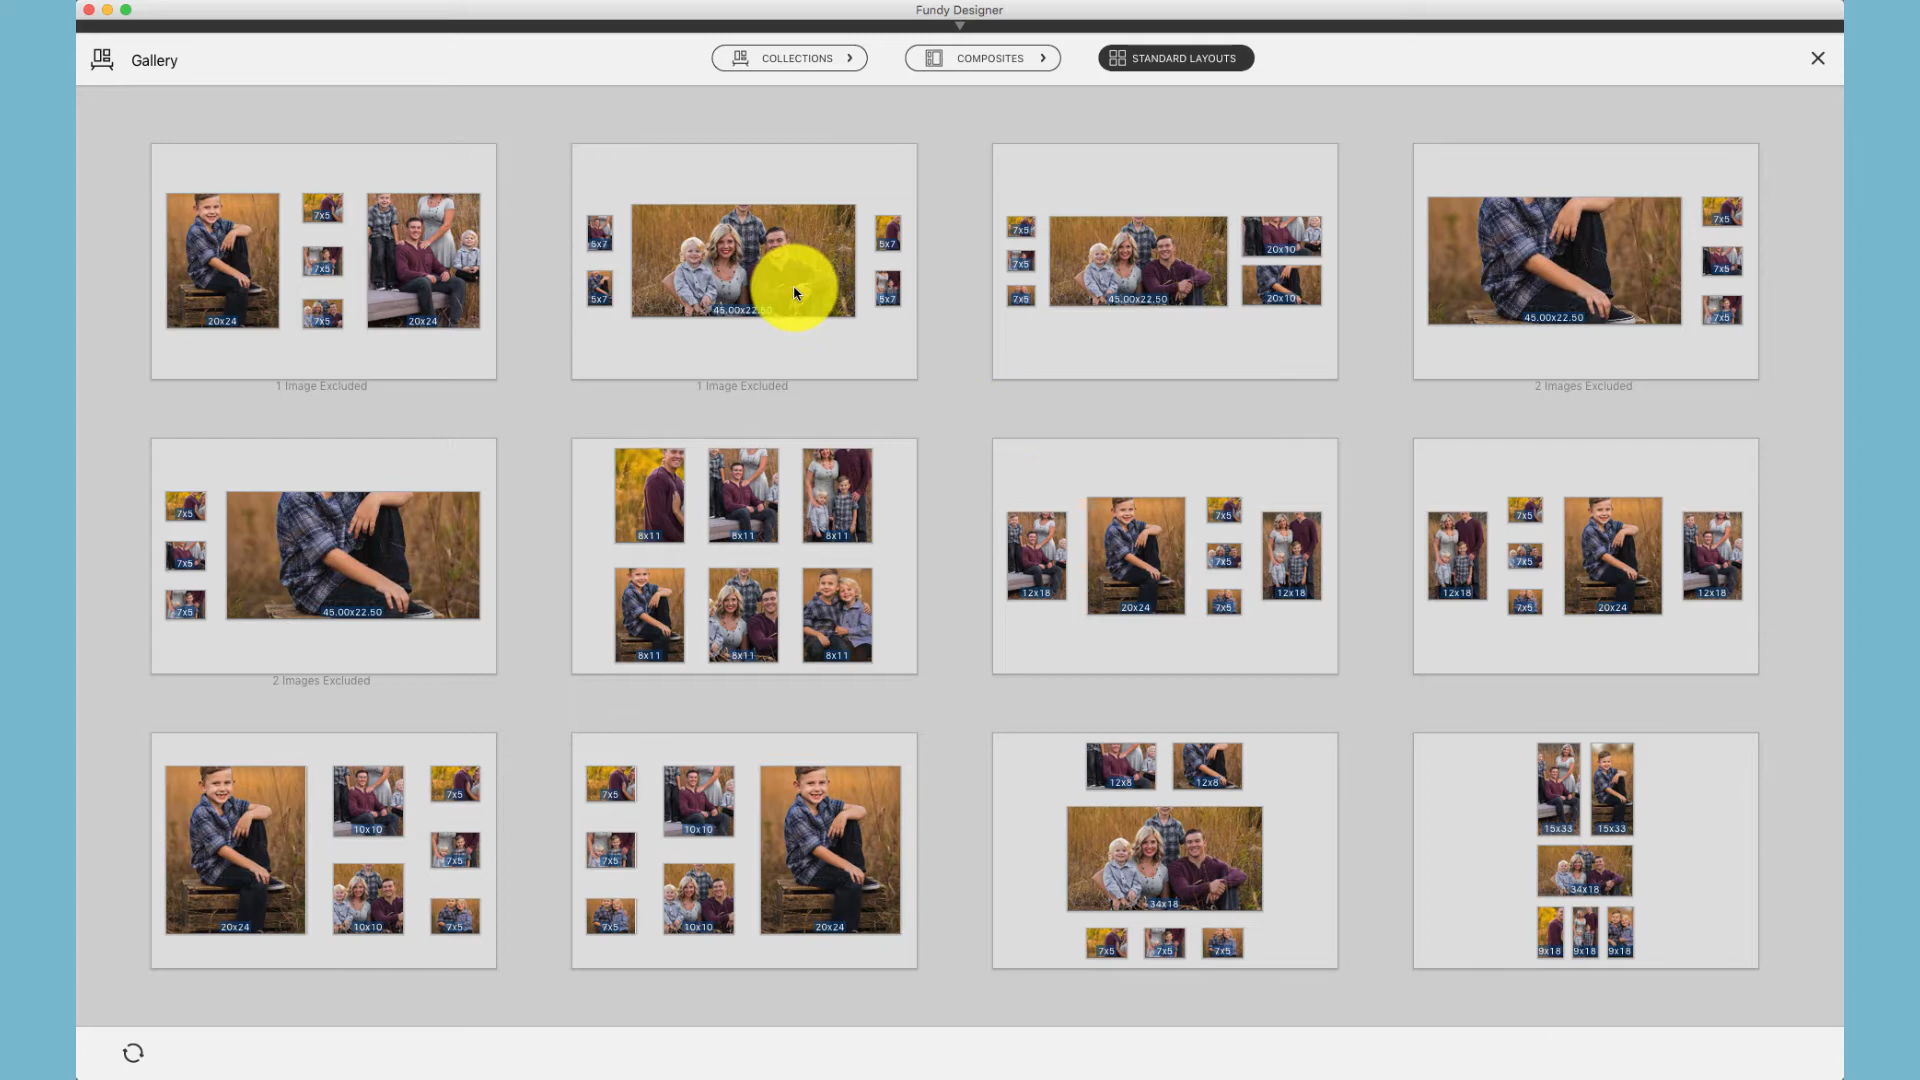 Fundy Designer
Gallery
COLLECTIONS
COMPOSITES
STANDARD LAYOUTS
20x24
7x5
7x5
7x5
20x24
1 Image Excluded
5x7
5x7
45.00x22.50
5x7
5x7
1 Image Excluded
7x5
7x5
7x5
45.00x22.50
20x10
20x10
45.00x22.50
7x5
7x5
7x5
2 Images Excluded
7x5
7x5
7x5
45.00x22.50
2 Images Excluded
8x11
8x11
8x11
8x11
8x11
8x11
12x18
20x24
7x5
7x5
7x5
12x18
12x18
7x5
7x5
7x5
20x24
12x18
20x24
10x10
10x10
7x5
7x5
7x5
7x5
7x5
7x5
10x10
10x10
20x24
12x8
12x8
34x18
7x5
7x5
7x5
15x33
15x33
34x18
9x18
9x18
9x18